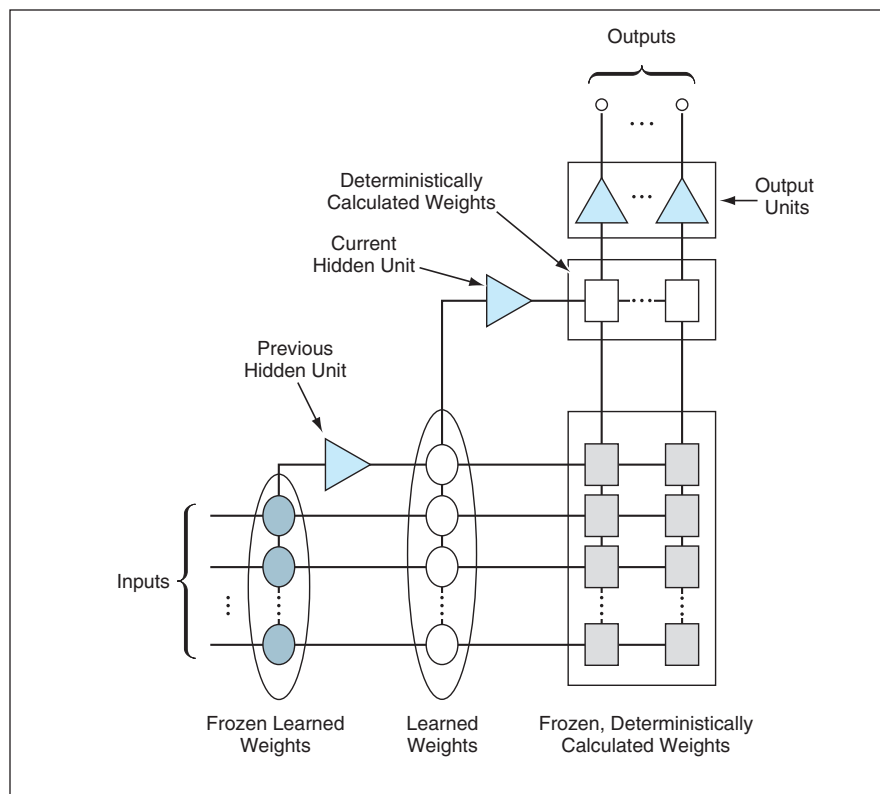 Outputs
Deterministically
Calculated Weights
Output
Units
Current
Hidden Unit
Previous
Hidden Unit
Inputs
Frozen Learned
Weights
Learned
Weights
Frozen, Deterministically
Calculated Weights